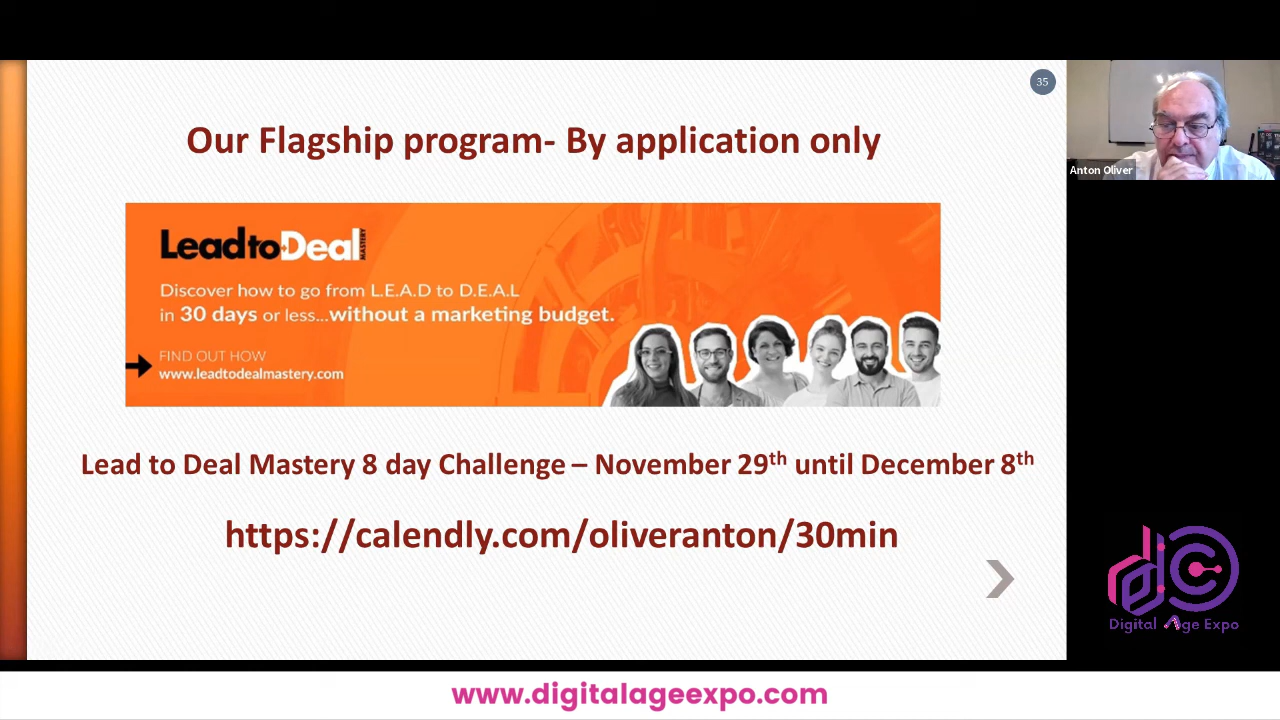 35
Our Flagship program- By application only
LeadtoDeal
MASTERY
Discover how to go from L.E.A.D to D.E.A.L
in 30 days or less...without a marketing budget.
FIND OUT HOW
www.leadtodealmastery.com
Lead to Deal Mastery 8 day Challenge – November 29th until December 8th
https://calendly.com/oliveranton/30min
Anton Oliver
Digital Age Expo
www.digitalageexpo.com